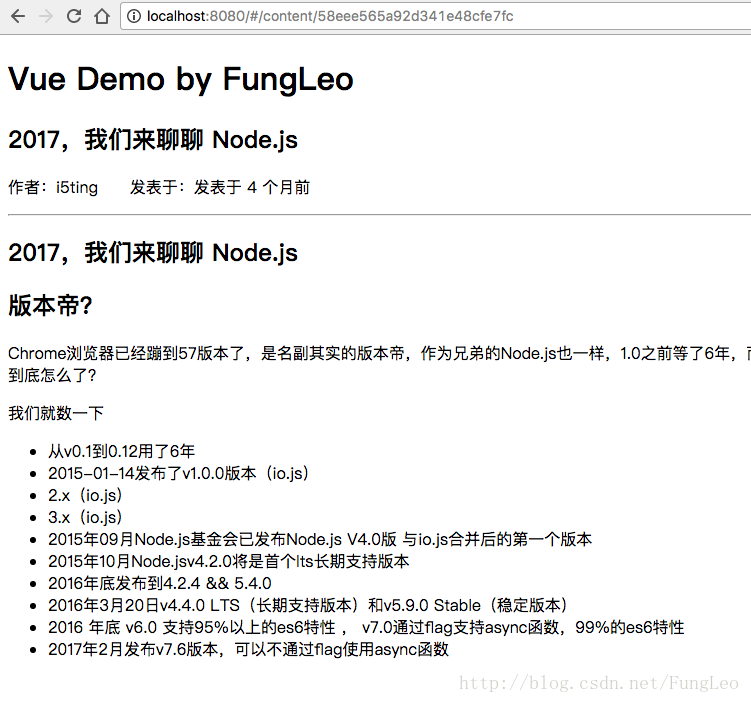 localhost:8080/#/content/58eee565a92d341e48cfe7fc
Vue Demo by FungLeo
2017，我们来聊聊 Node.js
作者：i5ting 发表于：发表于 4 个月前
2017，我们来聊聊 Node.js
版本帝？
Chrome浏览器已经蹦到57版本了，是名副其实的版本帝，作为兄弟的Node.js也一样，1.0之前等了6年，
到底怎么了？
我们就数一下
从v0.1到0.12用了6年
2015-01-14发布了v1.0.0版本（io.js）
2.x（io.js）
3.x（io.js）
2015年09月Node.js基金会已发布Node.js V4.0版 与io.js合并后的第一个版本
2015年10月Node.jsv4.2.0将是首个lts长期支持版本
2016年底发布到4.2.4 && 5.4.0
2016年3月20日v4.4.0 LTS（长期支持版本）和v5.9.0 Stable（稳定版本）
2016 年底 v6.0 支持95%以上的es6特性 ， v7.0通过flag支持async函数，99%的es6特性
2017年2月发布v7.6版本，可以不通过flag使用async函数
http://blog.csdn.net/FungLeo